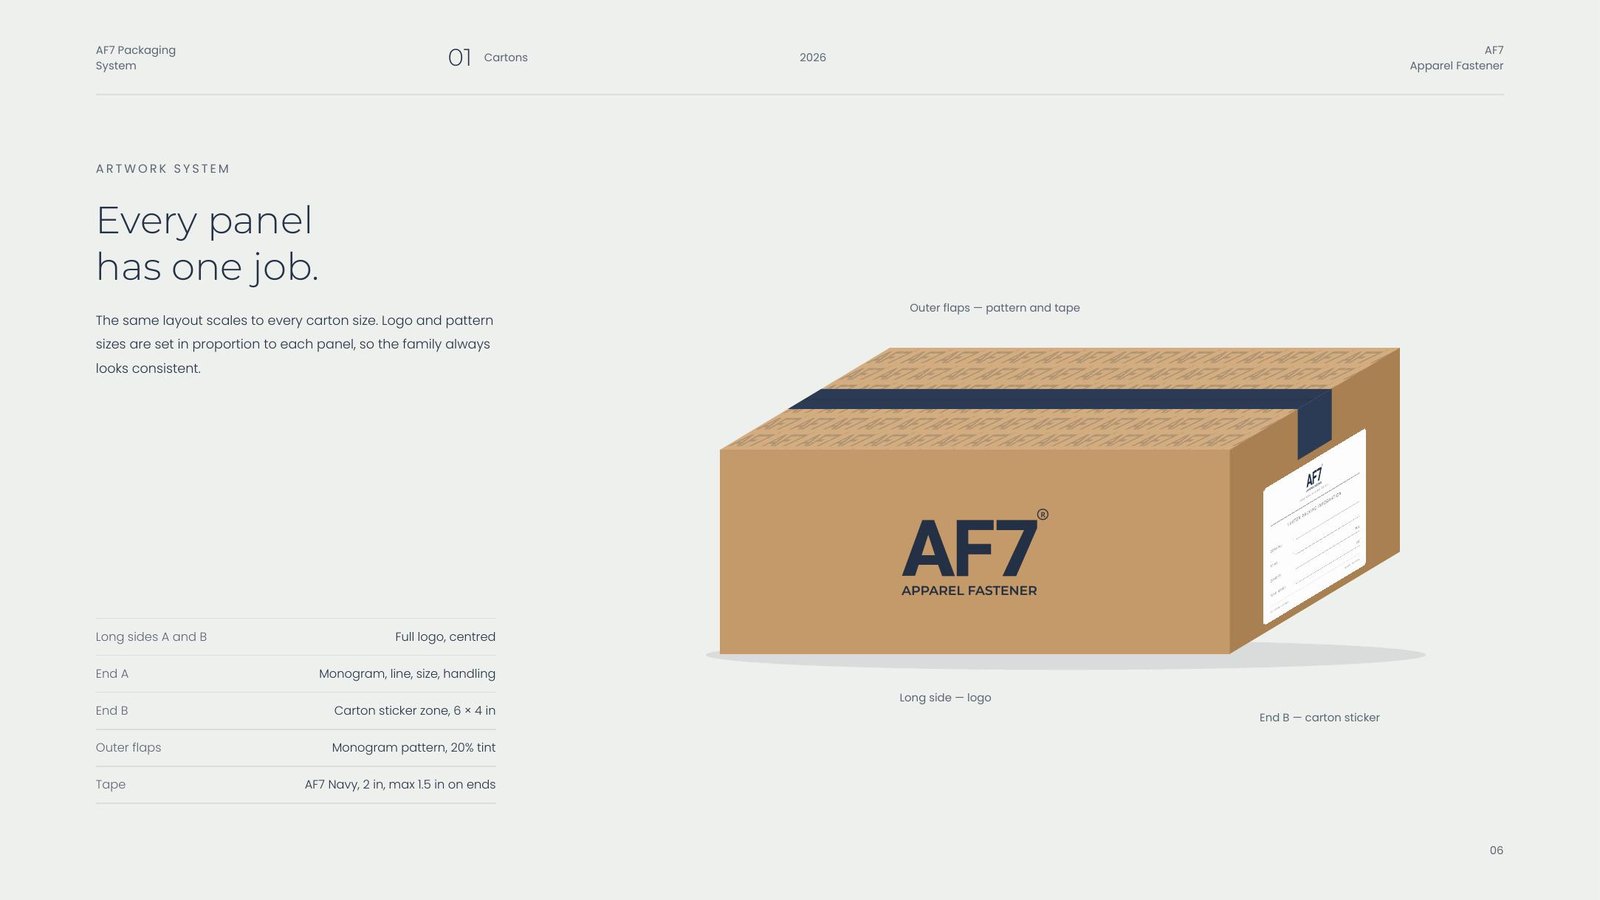 AF7 Packaging
System
01 Cartons
2026
AF7
Apparel Fastener
ARTWORK SYSTEM
Every panel
has one job.
The same layout scales to every carton size. Logo and pattern
sizes are set in proportion to each panel, so the family always
looks consistent.
Long sides A and B Full logo, centred
End A Monogram, line, size, handling
End B Carton sticker zone, 6 × 4 in
Outer flaps Monogram pattern, 20% tint
Tape AF7 Navy, 2 in, max 1.5 in on ends
Outer flaps — pattern and tape
AF7®
APPAREL FASTENER
AF7
Long side — logo
End B — carton sticker
06